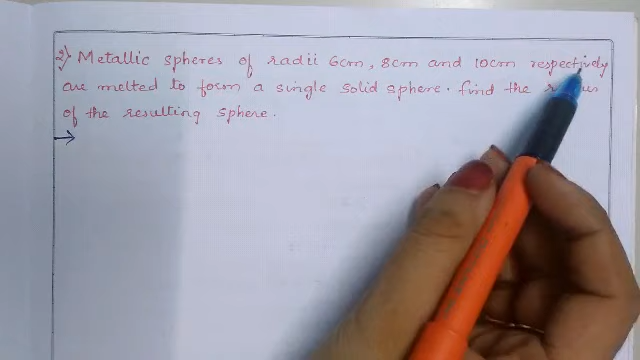 2) Metallic spheres of radii 6cm, 8cm and 10cm respectively
are melted to form a single solid sphere. find the
of the resulting sphere.